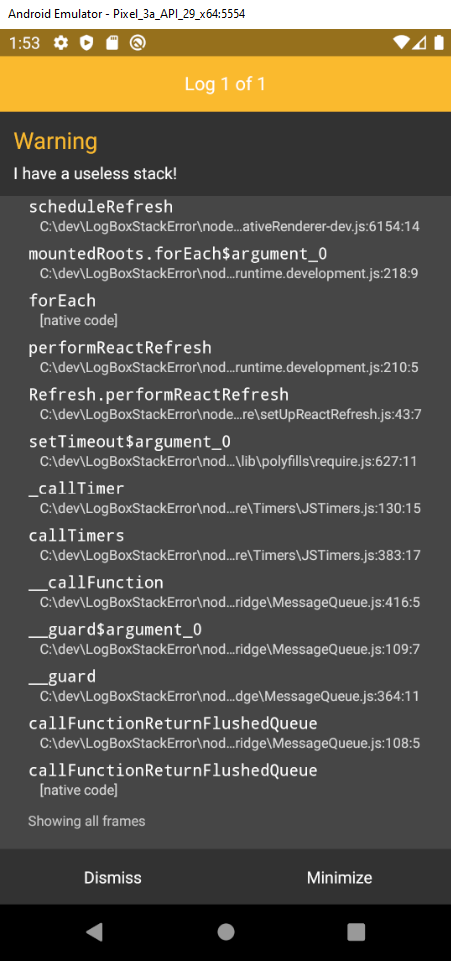 Android Emulator - Pixel_3a_API_29_x64:5554
1:53
Log 1 of 1
Warning
I have a useless stack!
scheduleRefresh
C:\dev\LogBoxStackError\node...ativeRenderer-dev.js:6154:14
mountedRoots.forEach$argument_0
C:\dev\LogBoxStackError\nod...runtime.development.js:218:9
forEach
[native code]
performReactRefresh
C:\dev\LogBoxStackError\nod...runtime.development.js:210:5
Refresh.performReactRefresh
C:\dev\LogBoxStackError\node...re\setUpReactRefresh.js:43:7
setTimeout$argument_0
C:\dev\LogBoxStackError\nod...\lib\polyfills\require.js:627:11
_callTimer
C:\dev\LogBoxStackError\nod...re\Timers\JSTimers.js:130:15
callTimers
C:\dev\LogBoxStackError\nod...re\Timers\JSTimers.js:383:17
__callFunction
C:\dev\LogBoxStackError\nod...ridge\MessageQueue.js:416:5
__guard$argument_0
C:\dev\LogBoxStackError\nod...ridge\MessageQueue.js:109:7
__guard
C:\dev\LogBoxStackError\nod...dge\MessageQueue.js:364:11
callFunctionReturnFlushedQueue
C:\dev\LogBoxStackError\nod...ridge\MessageQueue.js:108:5
callFunctionReturnFlushedQueue
[native code]
Showing all frames
Dismiss
Minimize